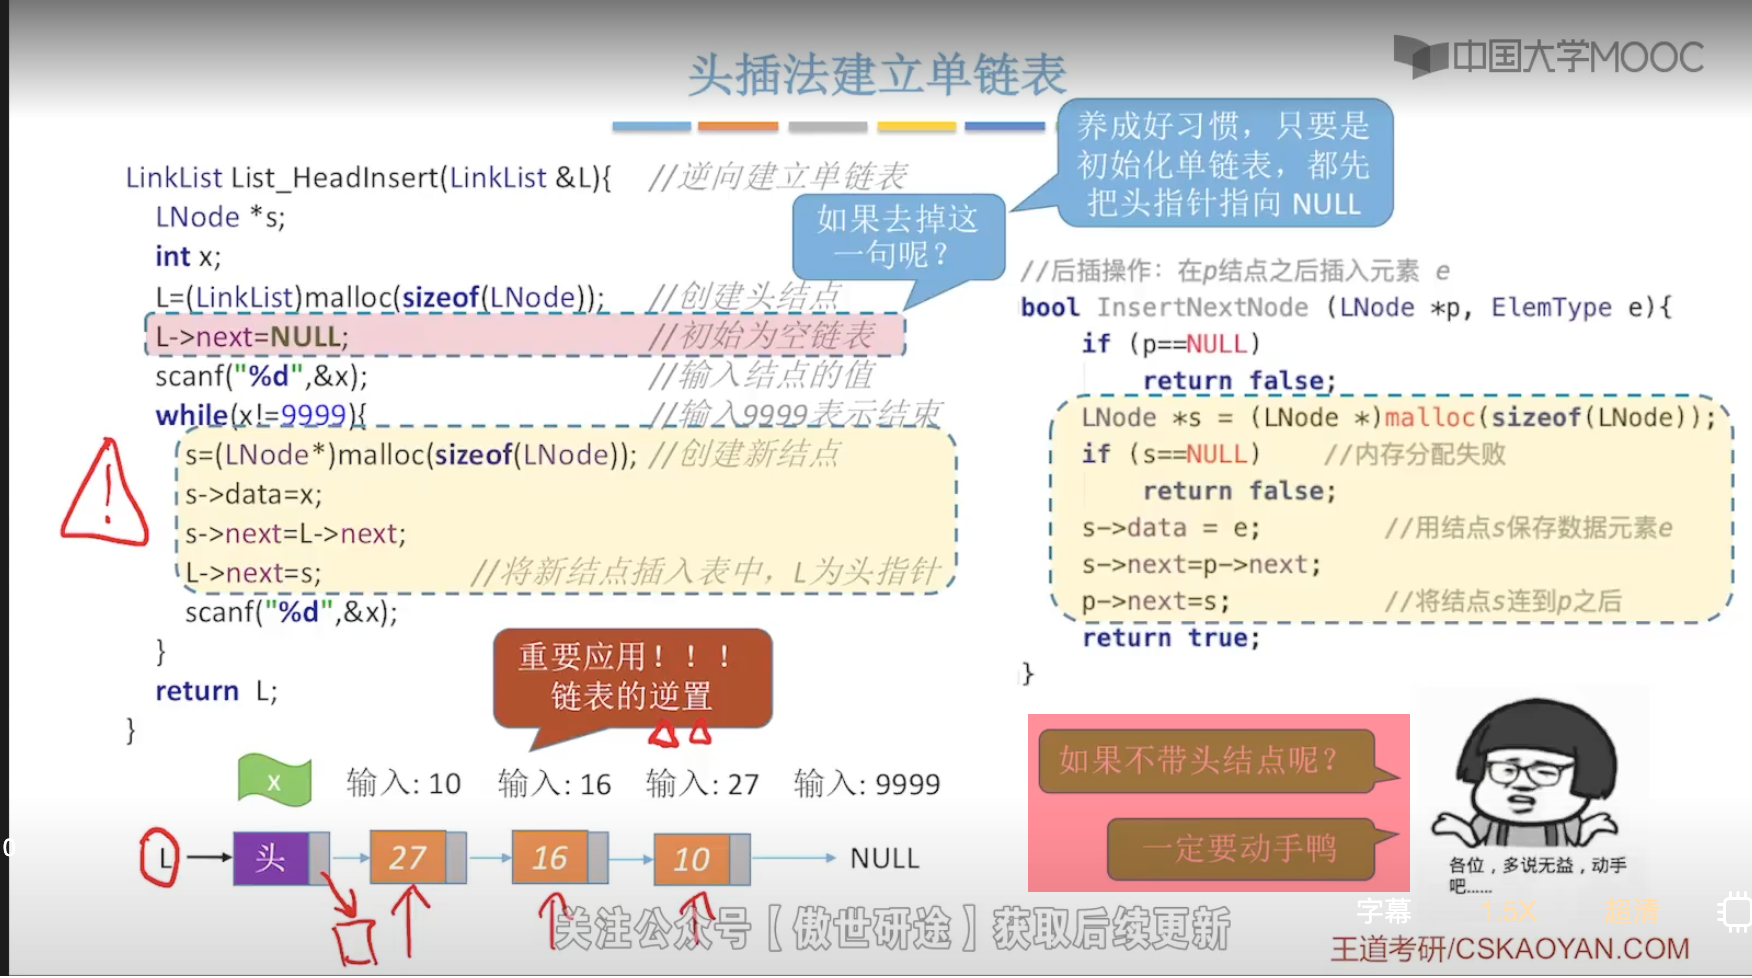 中国大学MOOC
头插法建立单链表
养成好习惯，只要是
初始化单链表，都先
把头指针指向 NULL
如果去掉这
一句呢？
LinkList List_HeadInsert(LinkList &L){ //逆向建立单链表
LNode *s;
int x;
L=(LinkList)malloc(sizeof(LNode)); //创建头结点
L->next=NULL; //初始为空链表
scanf("%d",&x); //输入结点的值
while(x!=9999){ //输入9999表示结束
s=(LNode*)malloc(sizeof(LNode)); //创建新结点
s->data=x;
s->next=L->next;
L->next=s; //将新结点插入表中，L为头指针
scanf("%d",&x);
}
return L;
}
//后插操作：在p结点之后插入元素 e
bool InsertNextNode (LNode *p, ElemType e){
if (p==NULL)
return false;
LNode *s = (LNode *)malloc(sizeof(LNode));
if (s==NULL) //内存分配失败
return false;
s->data = e; //用结点s保存数据元素e
s->next=p->next;
p->next=s; //将结点s连到p之后
return true;
}
重要应用！！！
链表的逆置
x 输入: 10 输入: 16 输入: 27 输入: 9999
L 头 27 16 10 NULL
如果不带头结点呢？
一定要动手鸭
各位，多说无益，动手
吧......
关注公众号【傲世研途】获取后续更新
字幕 1.5X 超清
王道考研/CSKAOYAN.COM